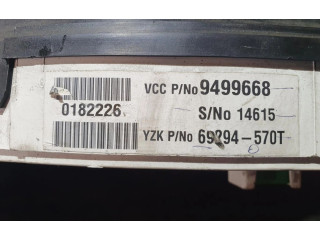 VCC P/No 9499668
0182226
S/No 14615
YZK P/No 69294-570T